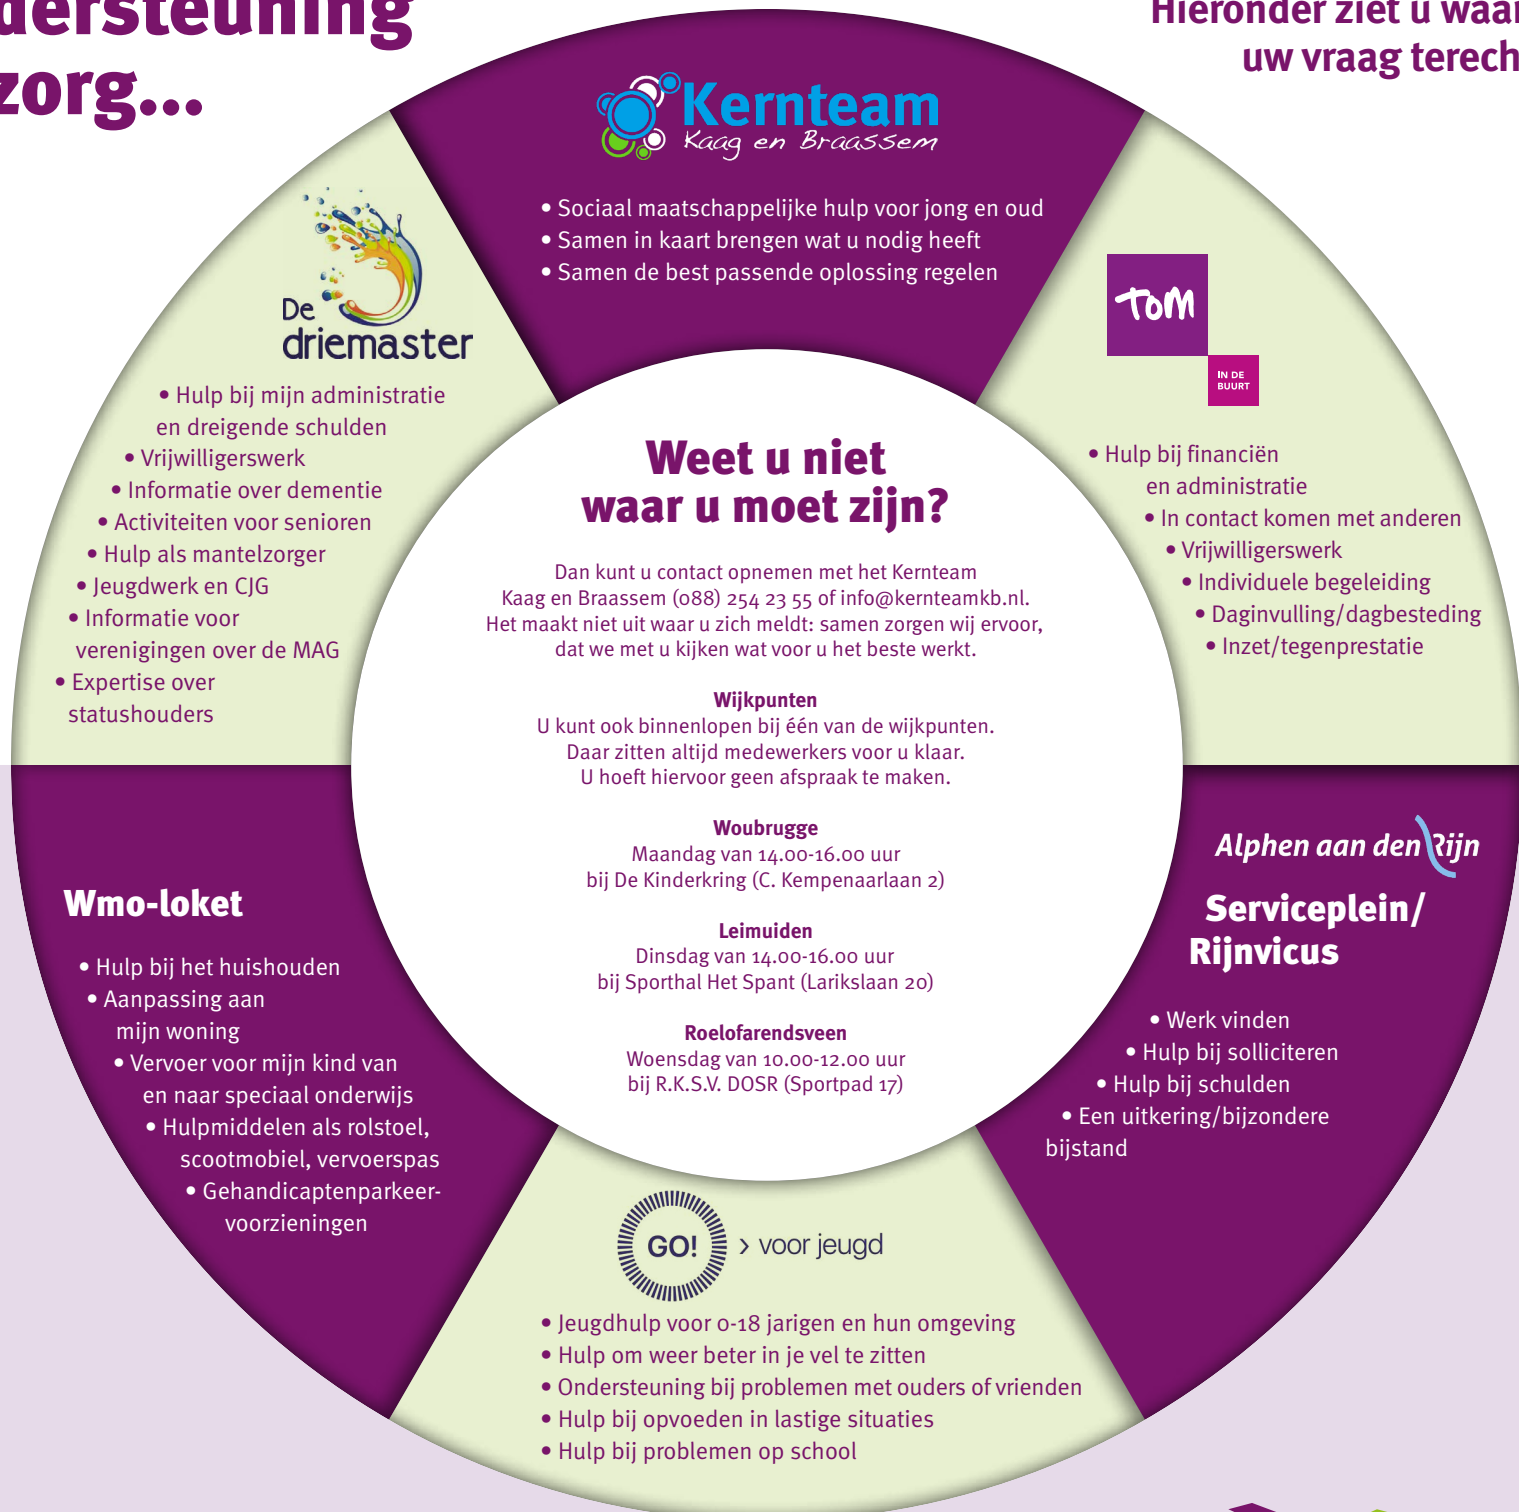 dersteuning
zorg...
Hieronder ziet u waar
uw vraag terech
Kernteam
Kaag en Braassem
• Sociaal maatschappelijke hulp voor jong en oud
• Samen in kaart brengen wat u nodig heeft
• Samen de best passende oplossing regelen
De
driemaster
• Hulp bij mijn administratie
en dreigende schulden
• Vrijwilligerswerk
• Informatie over dementie
• Activiteiten voor senioren
• Hulp als mantelzorger
• Jeugdwerk en CJG
• Informatie voor
verenigingen over de MAG
• Expertise over
statushouders
TOM
IN DE
BUURT
• Hulp bij financiën
en administratie
• In contact komen met anderen
• Vrijwilligerswerk
• Individuele begeleiding
• Daginvulling/dagbesteding
• Inzet/tegenprestatie
Weet u niet
waar u moet zijn?
Dan kunt u contact opnemen met het Kernteam
Kaag en Braassem (088) 254 23 55 of info@kernteamkb.nl.
Het maakt niet uit waar u zich meldt: samen zorgen wij ervoor,
dat we met u kijken wat voor u het beste werkt.
Wijkpunten
U kunt ook binnenlopen bij één van de wijkpunten.
Daar zitten altijd medewerkers voor u klaar.
U hoeft hiervoor geen afspraak te maken.
Woubrugge
Maandag van 14.00-16.00 uur
bij De Kinderkring (C. Kempenaarlaan 2)
Leimuiden
Dinsdag van 14.00-16.00 uur
bij Sporthal Het Spant (Larikslaan 20)
Roelofarendsveen
Woensdag van 10.00-12.00 uur
bij R.K.S.V. DOSR (Sportpad 17)
Wmo-loket
• Hulp bij het huishouden
• Aanpassing aan
mijn woning
• Vervoer voor mijn kind van
en naar speciaal onderwijs
• Hulpmiddelen als rolstoel,
scootmobiel, vervoerspas
• Gehandicaptenparkeer-
voorzieningen
Alphen aan den Rijn
Serviceplein/
Rijnvicus
• Werk vinden
• Hulp bij solliciteren
• Hulp bij schulden
• Een uitkering/bijzondere
bijstand
GO! > voor jeugd
• Jeugdhulp voor 0-18 jarigen en hun omgeving
• Hulp om weer beter in je vel te zitten
• Ondersteuning bij problemen met ouders of vrienden
• Hulp bij opvoeden in lastige situaties
• Hulp bij problemen op school